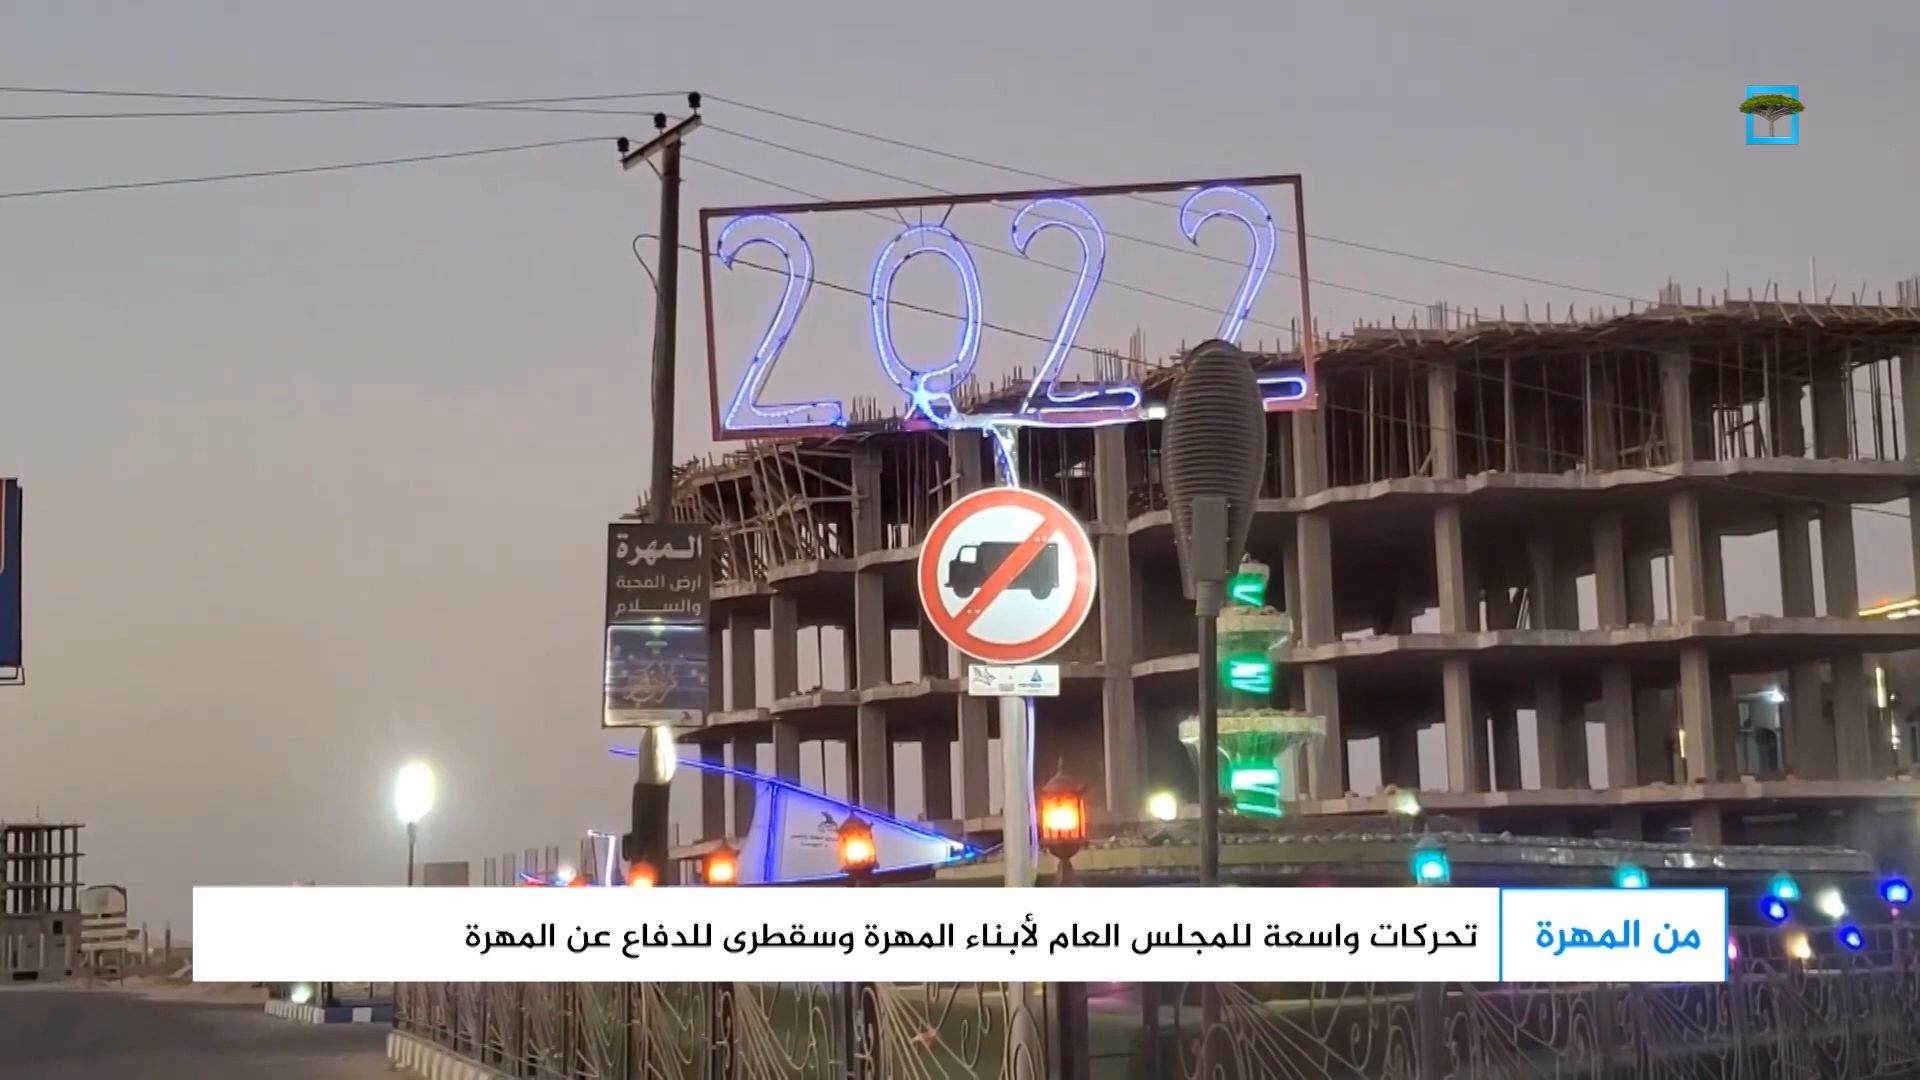 2022
المهرة
أرض المحبة
والسلام
من المهرة
تحركات واسعة للمجلس العام لأبناء المهرة وسقطرى للدفاع عن المهرة